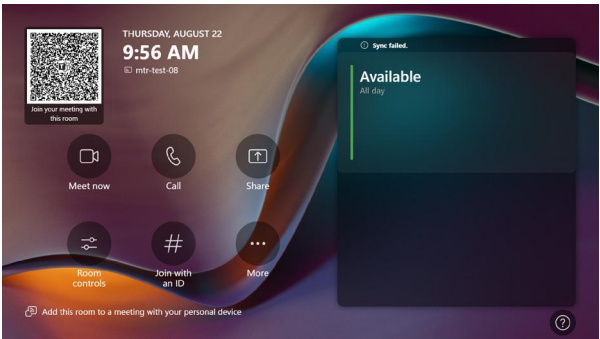 THURSDAY, AUGUST 22
9:56 AM
mtr-test-08
Join your meeting with
this room
Meet now
Call
Share
Room
controls
Join with
an ID
More
Add this room to a meeting with your personal device
Sync failed.
Available
All day